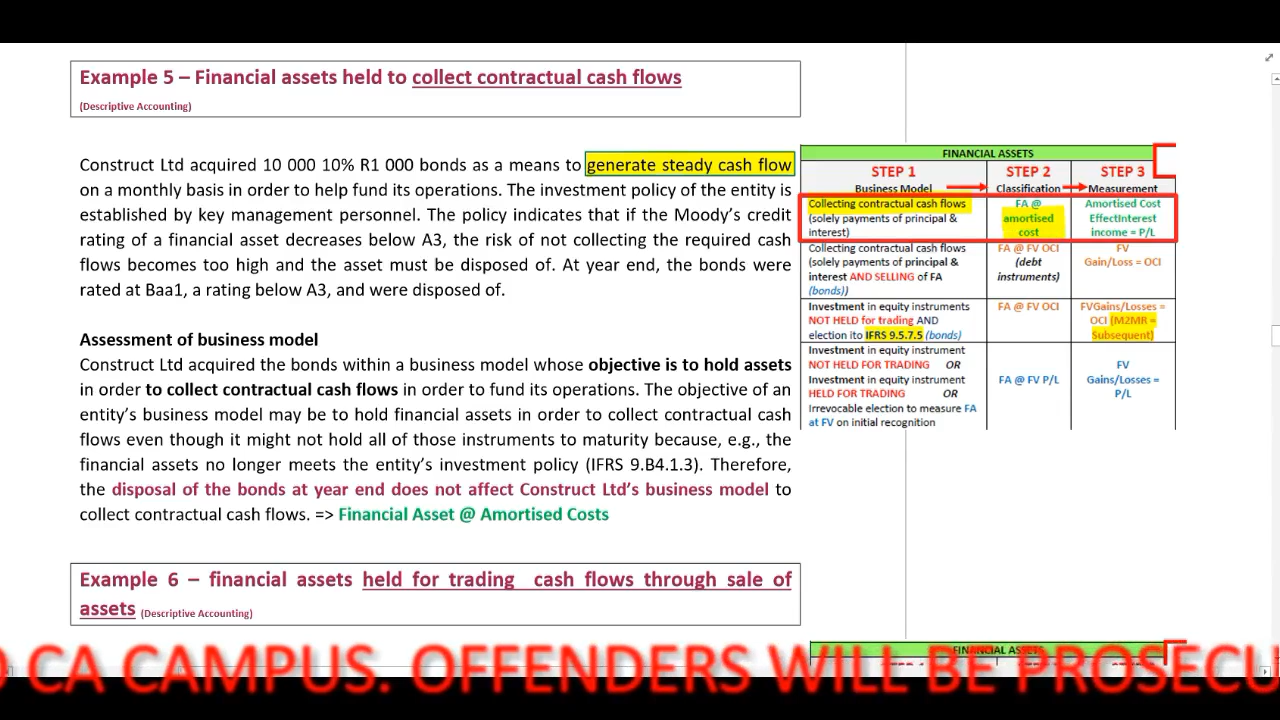 Example 5 – Financial assets held to collect contractual cash flows
(Descriptive Accounting)
Construct Ltd acquired 10 000 10% R1 000 bonds as a means to generate steady cash flow
on a monthly basis in order to help fund its operations. The investment policy of the entity is
established by key management personnel. The policy indicates that if the Moody's credit
rating of a financial asset decreases below A3, the risk of not collecting the required cash
flows becomes too high and the asset must be disposed of. At year end, the bonds were
rated at Baa1, a rating below A3, and were disposed of.
Assessment of business model
Construct Ltd acquired the bonds within a business model whose objective is to hold assets
in order to collect contractual cash flows in order to fund its operations. The objective of an
entity's business model may be to hold financial assets in order to collect contractual cash
flows even though it might not hold all of those instruments to maturity because, e.g., the
financial assets no longer meets the entity's investment policy (IFRS 9.B4.1.3). Therefore,
the disposal of the bonds at year end does not affect Construct Ltd's business model to
collect contractual cash flows. => Financial Asset @ Amortised Costs
Example 6 – financial assets held for trading cash flows through sale of
assets (Descriptive Accounting)
FINANCIAL ASSETS
STEP 1 STEP 2 STEP 3
Business Model Classification Measurement
Collecting contractual cash flows FA @ Amortised Cost
(solely payments of principal & amortised EffectInterest
interest) cost income = P/L
Collecting contractual cash flows FA @ FV OCI FV
(solely payments of principal & (debt Gain/Loss = OCI
interest AND SELLING of FA instruments)
(bonds))
Investment in equity instruments FA @ FV OCI FVGains/Losses =
NOT HELD for trading AND OCI (M2MR =
election ito IFRS 9.5.7.5 (bonds) Subsequent)
Investment in equity instrument
NOT HELD FOR TRADING OR FV
Investment in equity instrument FA @ FV P/L Gains/Losses =
HELD FOR TRADING OR P/L
Irrevocable election to measure FA
at FV on initial recognition
FINANCIAL ASSETS
CA CAMPUS. OFFENDERS WILL BE PROSECU